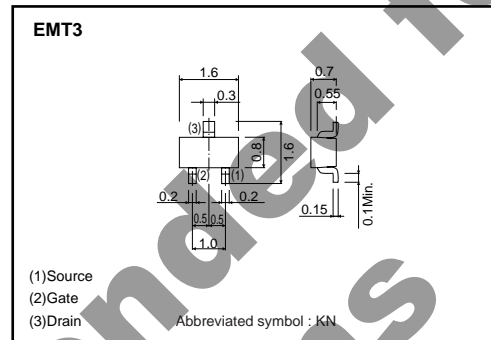 EMT3
1.6
0.3
(3)
0.8
1.6
(2)
(1)
0.2
0.2
0.5
0.5
1.0
0.7
0.55
0.15
0.1Min.
(1)Source
(2)Gate
(3)Drain
Abbreviated symbol : KN